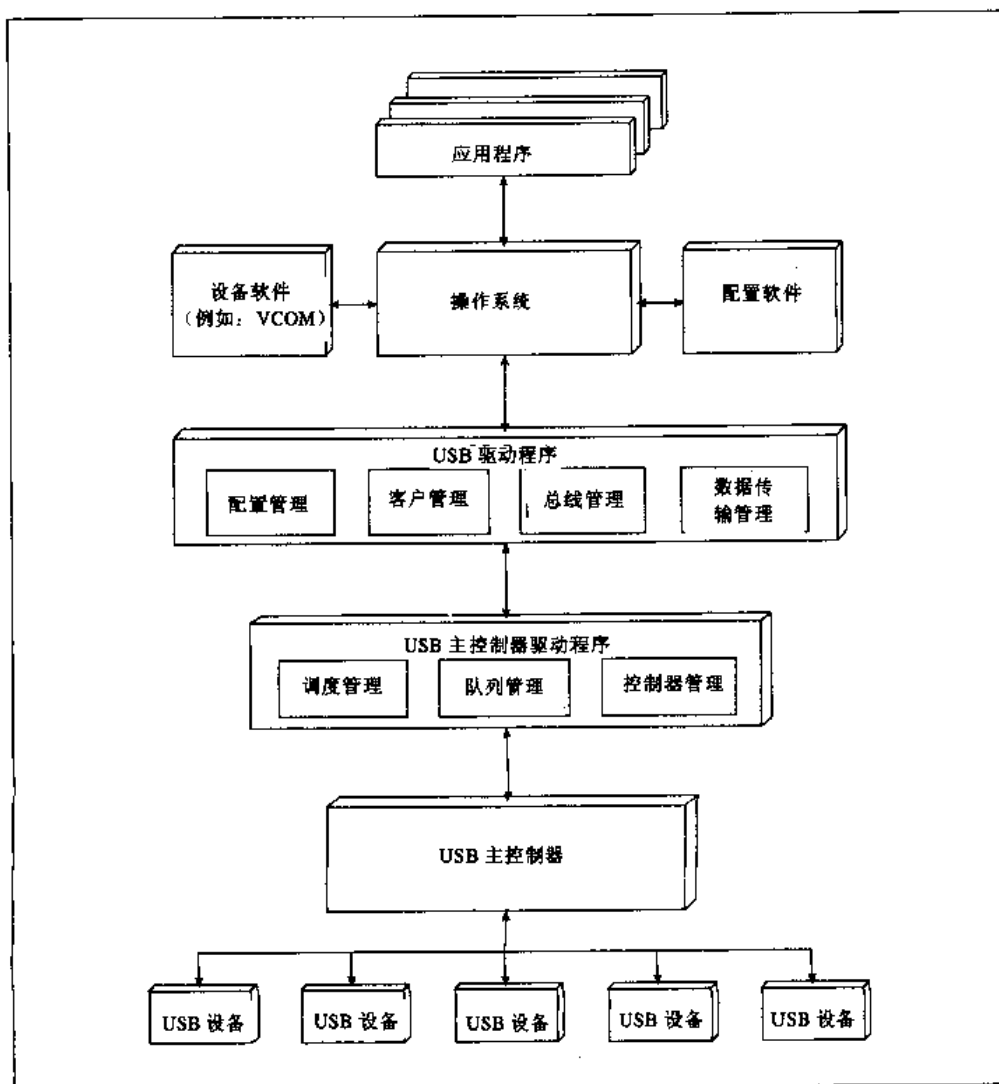 应用程序
设备软件
（例如：VCOM）
操作系统
配置软件
USB 驱动程序
配置管理
客户管理
总线管理
数据传
输管理
USB 主控制器驱动程序
调度管理
队列管理
控制器管理
USB 主控制器
USB 设备
USB 设备
USB 设备
USB 设备
USB 设备